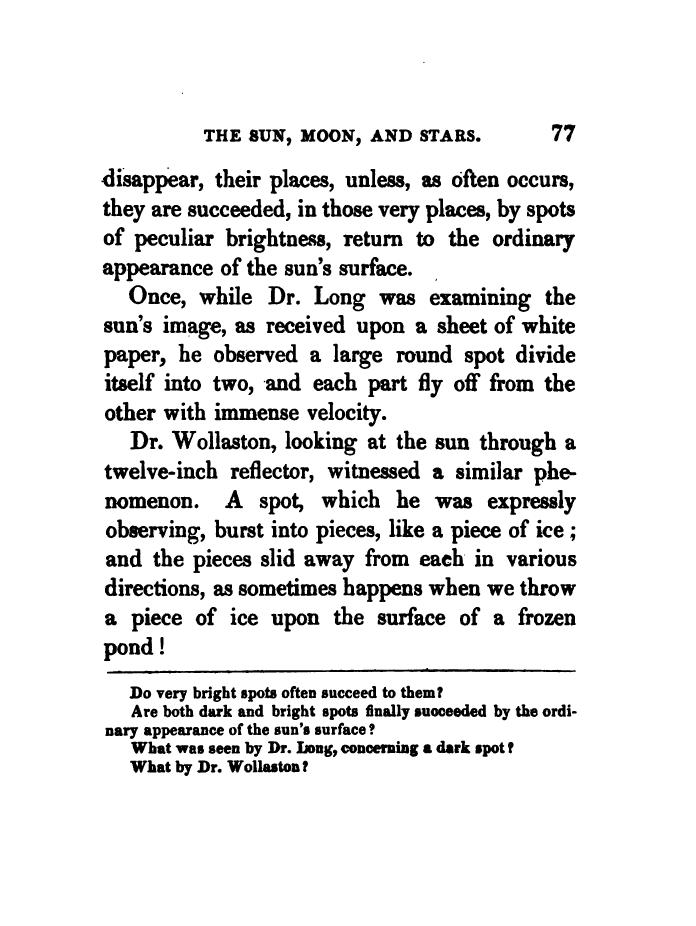 THE SUN, MOON, AND STARS. 77
disappear, their places, unless, as often occurs,
they are succeeded, in those very places, by spots
of peculiar brightness, return to the ordinary
appearance of the sun's surface.
Once, while Dr. Long was examining the
sun's image, as received upon a sheet of white
paper, he observed a large round spot divide
itself into two, and each part fly off from the
other with immense velocity.
Dr. Wollaston, looking at the sun through a
twelve-inch reflector, witnessed a similar phe-
nomenon. A spot, which he was expressly
observing, burst into pieces, like a piece of ice ;
and the pieces slid away from each in various
directions, as sometimes happens when we throw
a piece of ice upon the surface of a frozen
pond !
Do very bright spots often succeed to them?
Are both dark and bright spots finally succeeded by the ordi-
nary appearance of the sun's surface?
What was seen by Dr. Long, concerning a dark spot?
What by Dr. Wollaston?